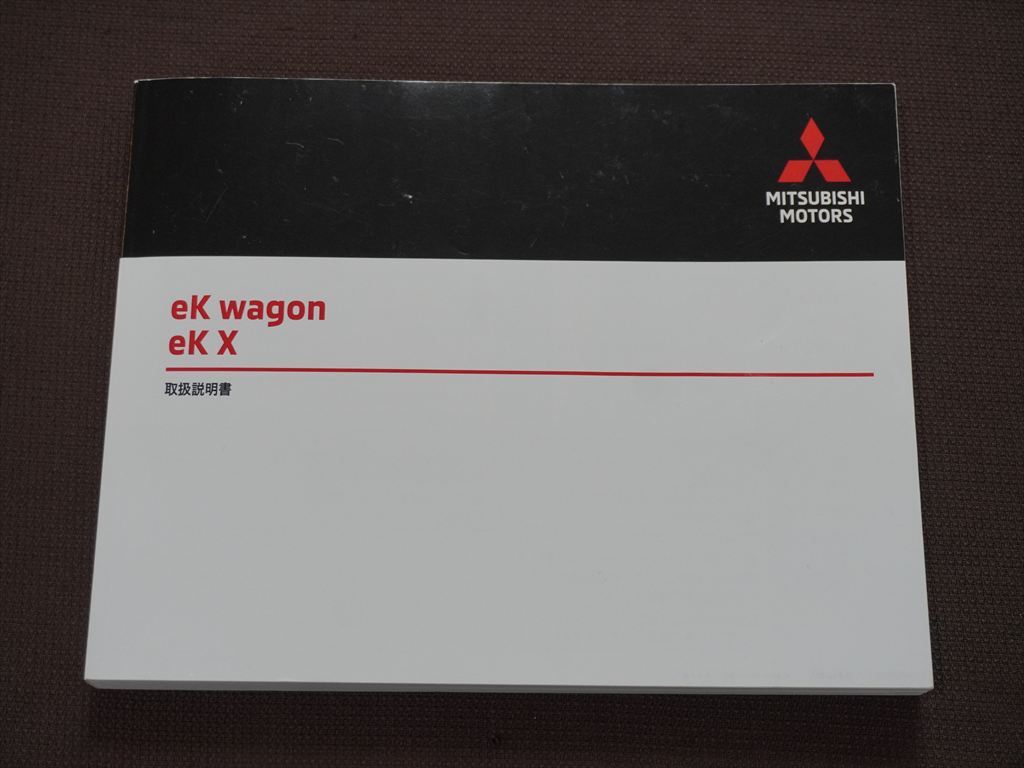 MITSUBISHI
MOTORS
eK wagon
eK X
取扱説明書